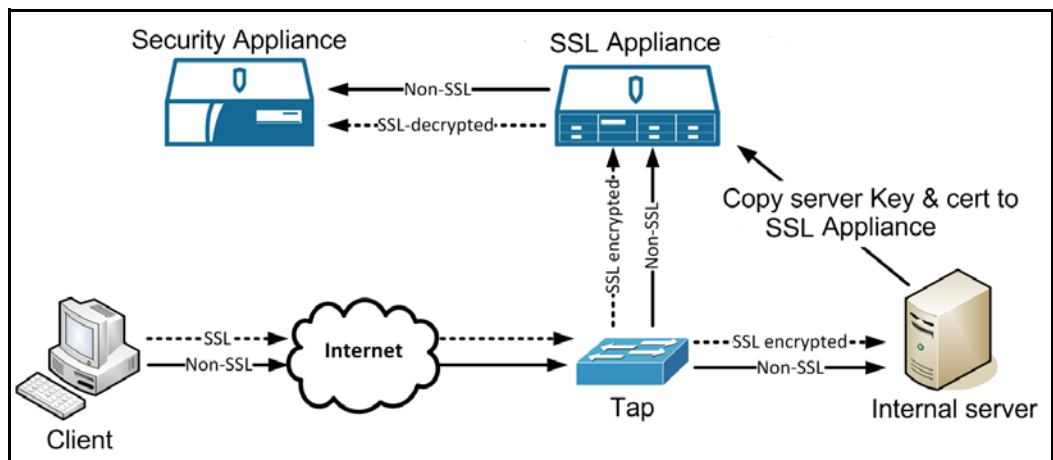 Security Appliance
SSL Appliance
Non-SSL
SSL-decrypted
SSL encrypted
Non-SSL
Copy server Key & cert to
SSL Appliance
SSL
Non-SSL
Internet
SSL encrypted
Non-SSL
Client
Tap
Internal server